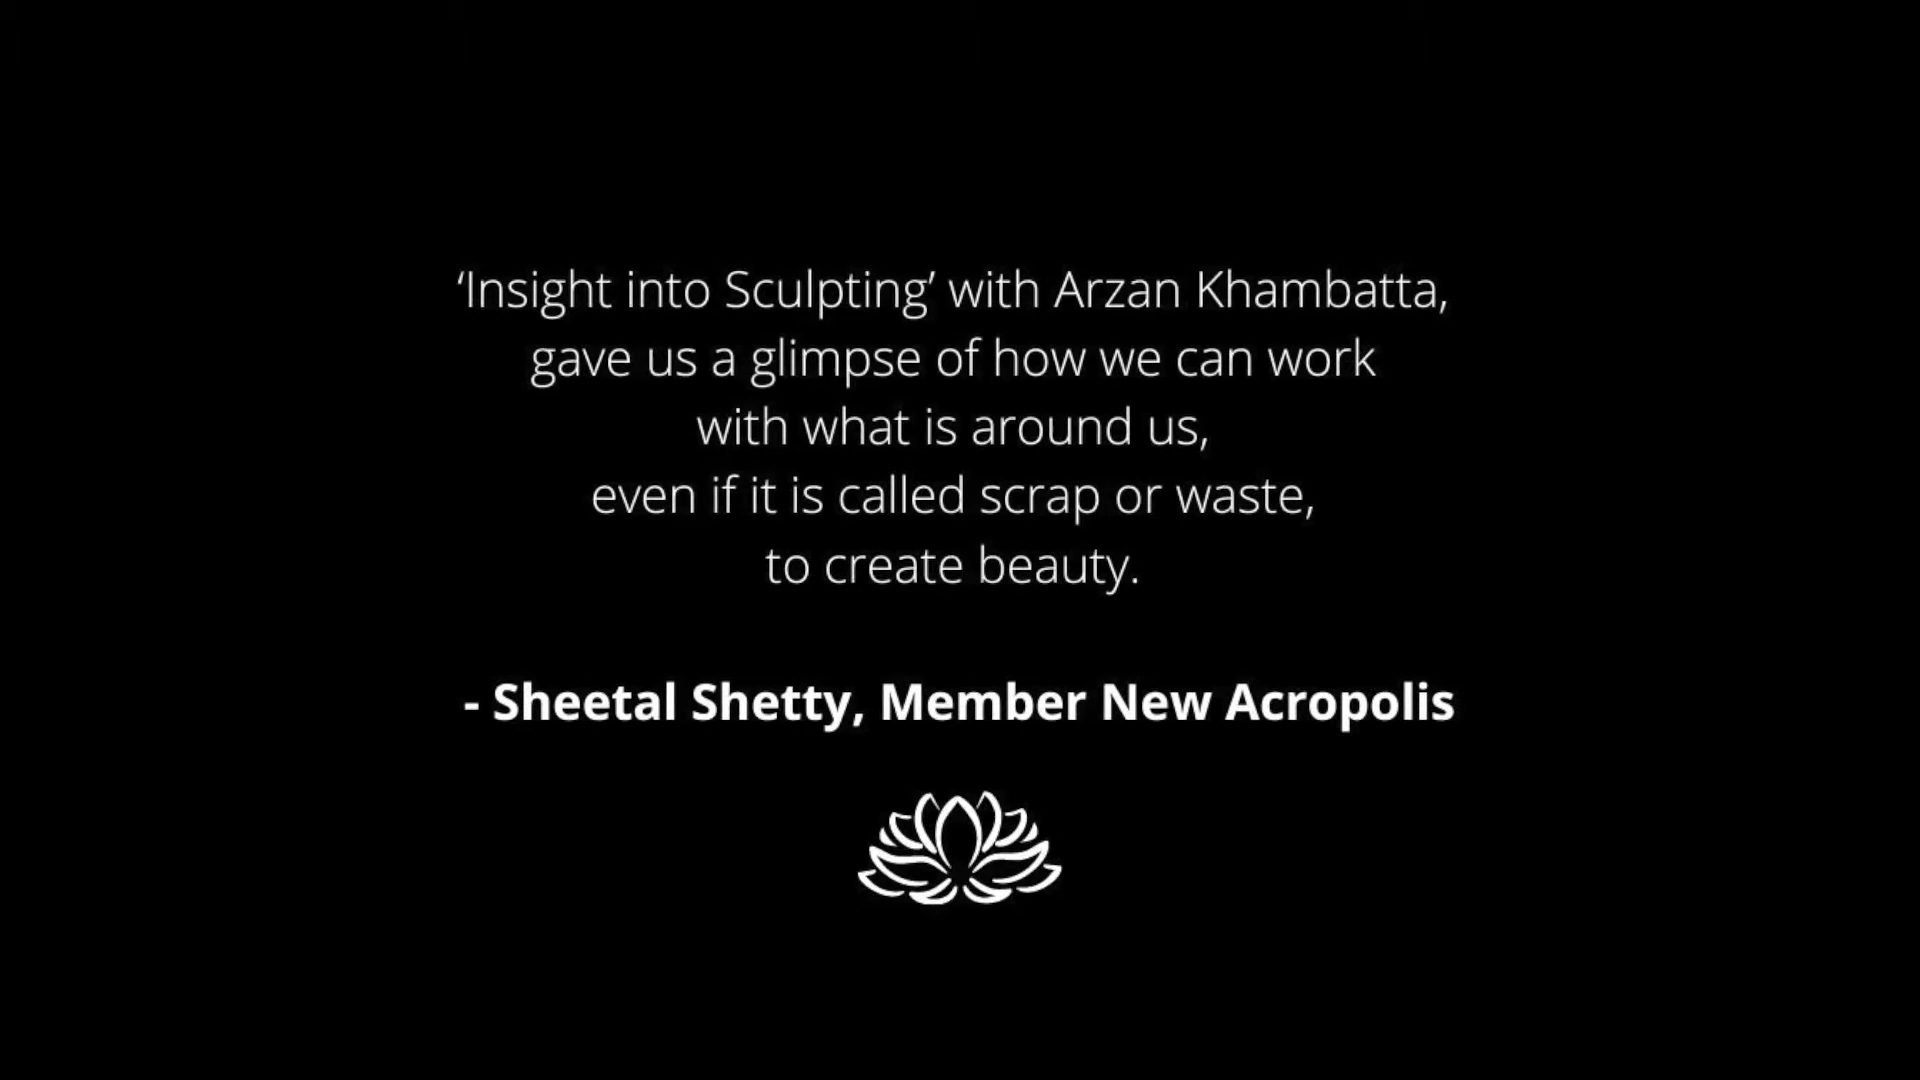 ‘Insight into Sculpting’ with Arzan Khambatta,
gave us a glimpse of how we can work
with what is around us,
even if it is called scrap or waste,
to create beauty.
- Sheetal Shetty, Member New Acropolis